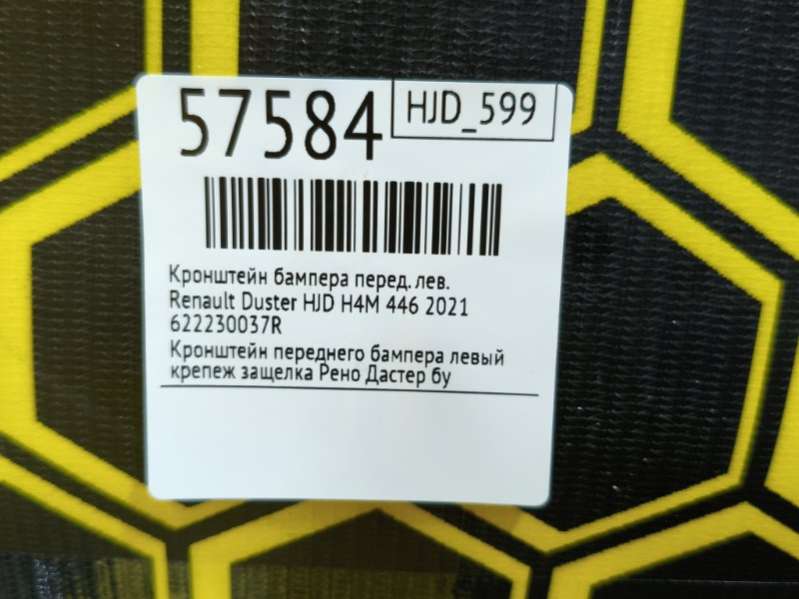 57584
HJD_599
Кронштейн бампера перед. лев.
Renault Duster HJD H4M 446 2021
622230037R
Кронштейн переднего бампера левый
крепеж защелка Рено Дастер бу